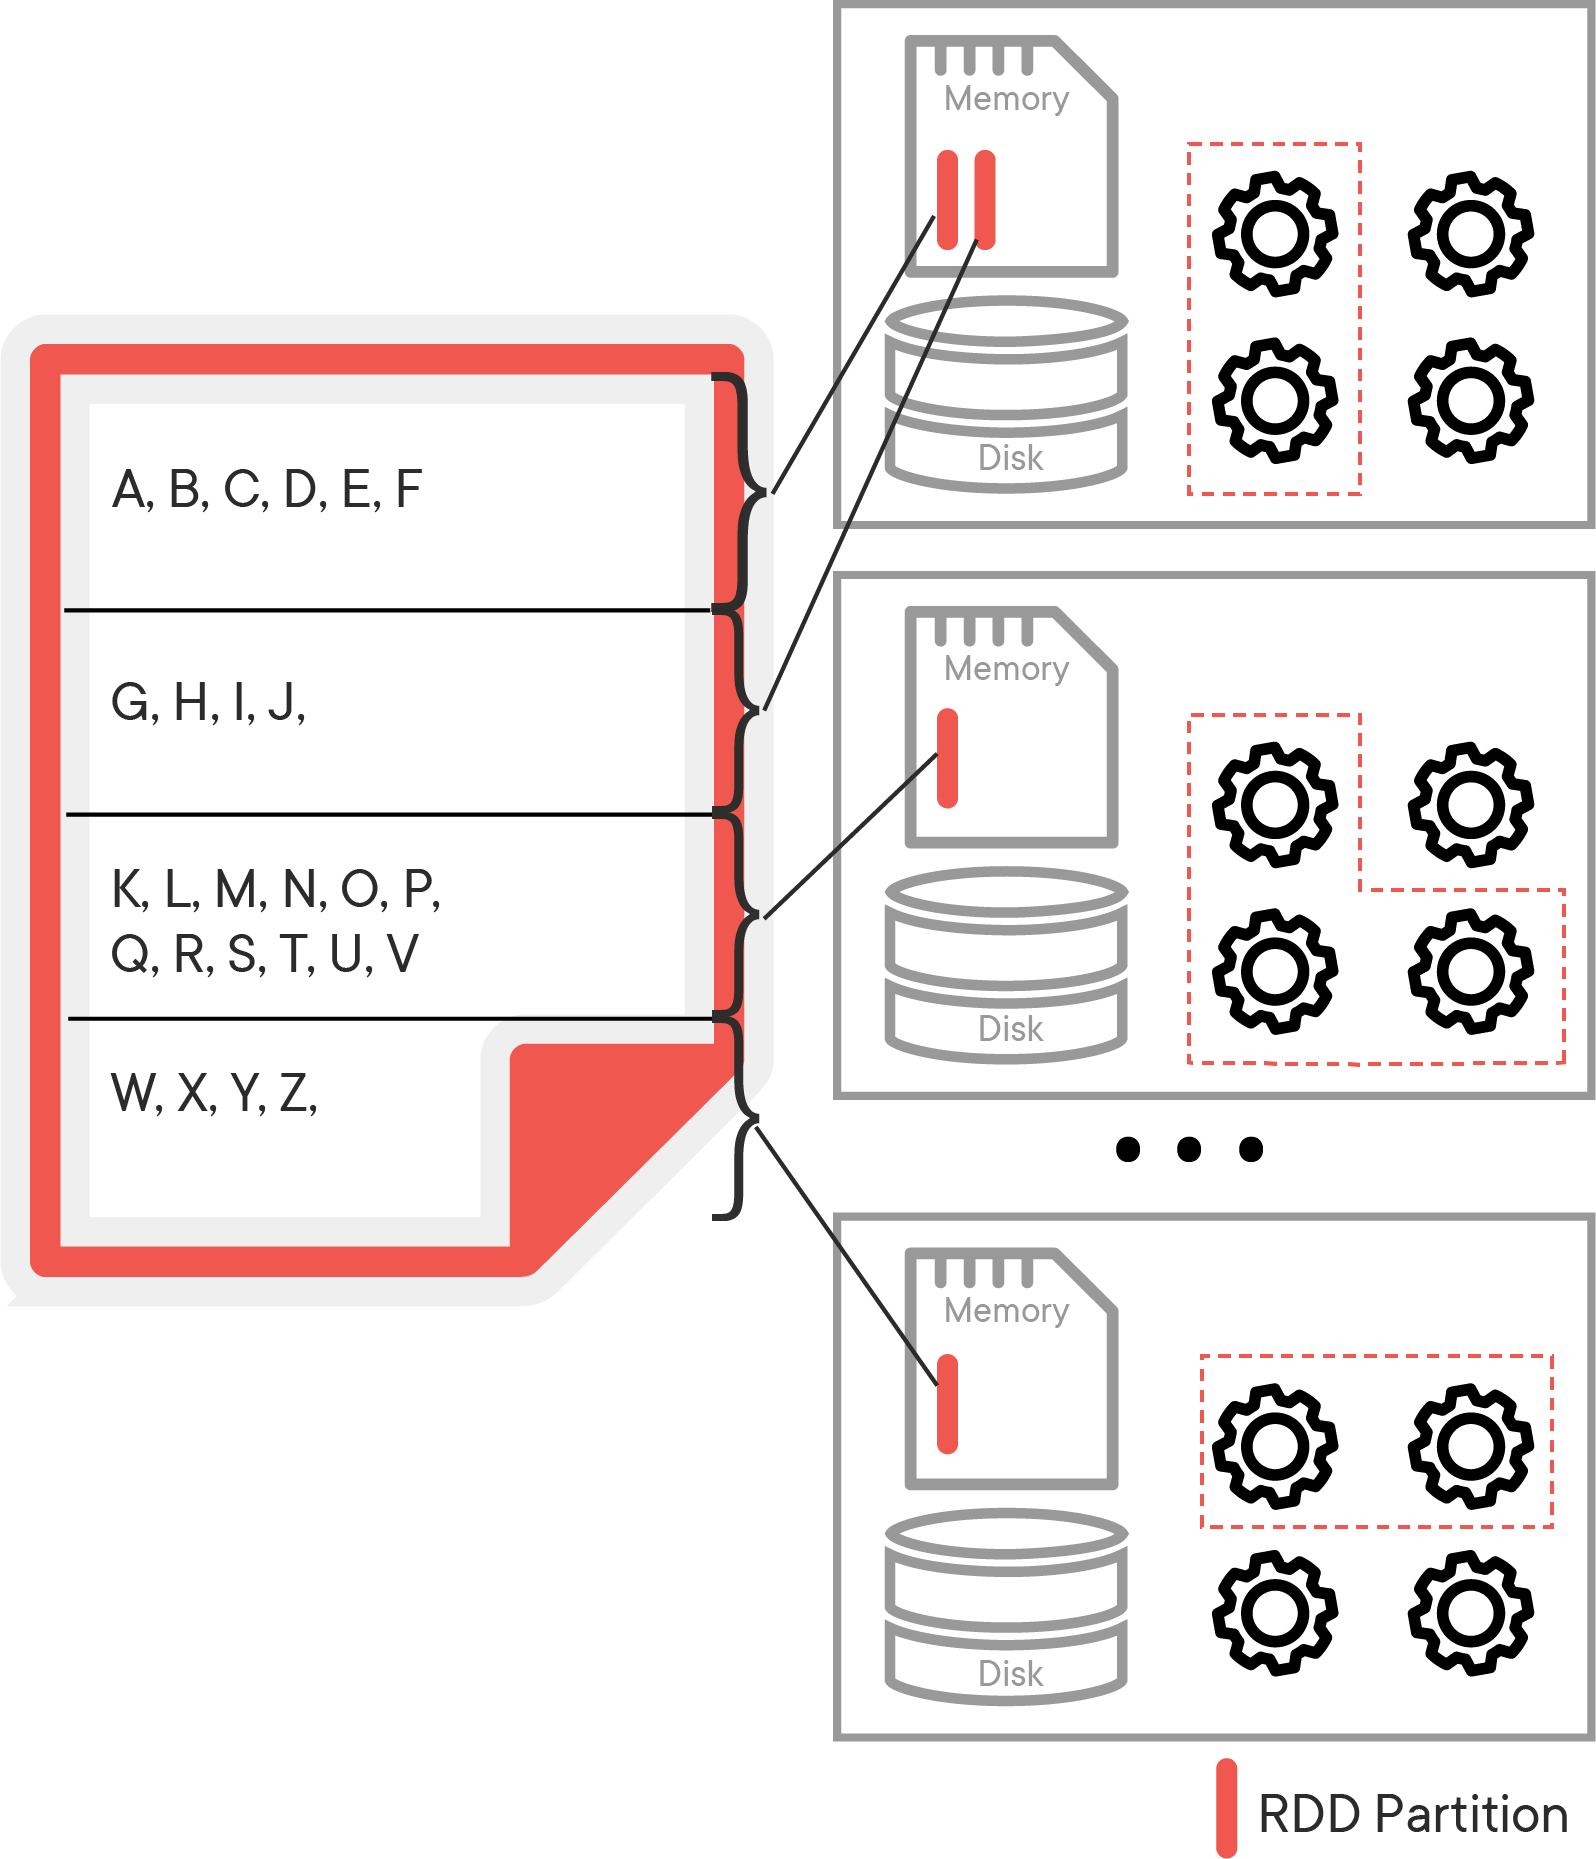 A, B, C, D, E, F
G, H, I, J,
K, L, M, N, O, P,
Q, R, S, T, U, V
W, X, Y, Z,
Memory
Disk
Memory
Disk
Memory
Disk
RDD Partition